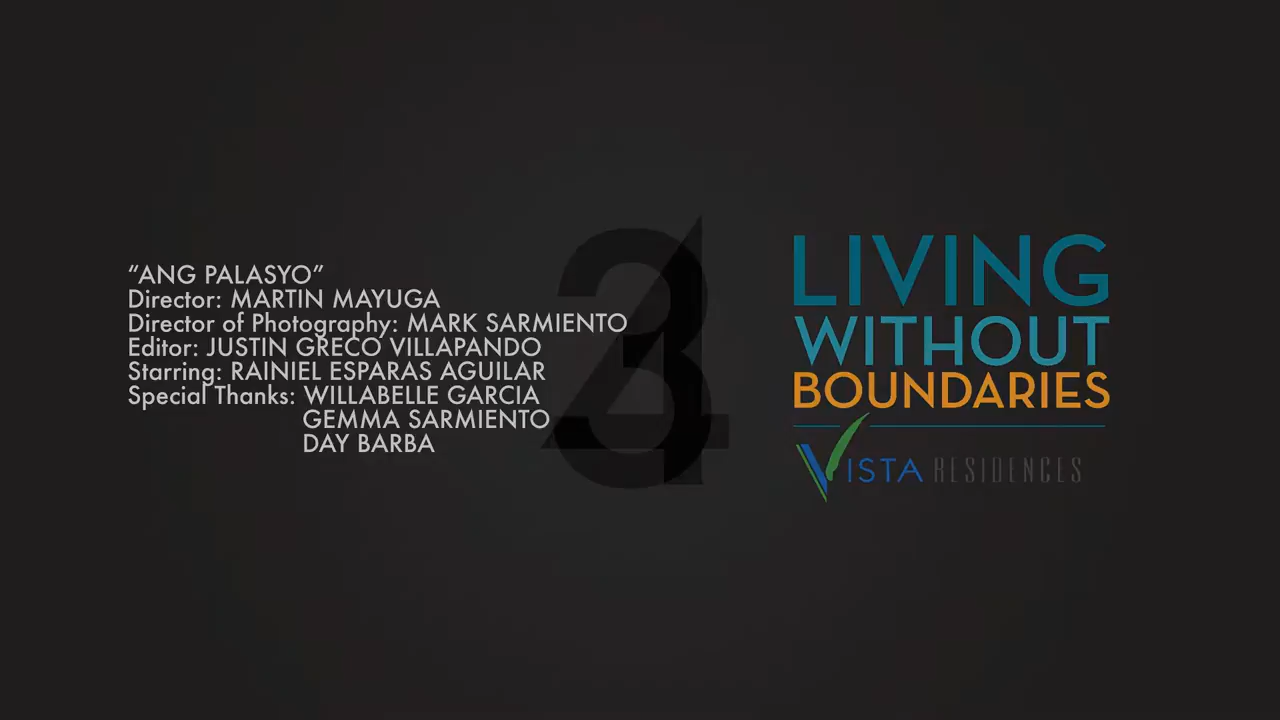 “ANG PALASYO”
Director: MARTIN MAYUGA
Director of Photography: MARK SARMIENTO
Editor: JUSTIN GRECO VILLAPANDO
Starring: RAINIEL ESPARAS AGUILAR
Special Thanks: WILLABELLE GARCIA
GEMMA SARMIENTO
DAY BARBA
34
LIVING
WITHOUT
BOUNDARIES
VISTA RESIDENCES